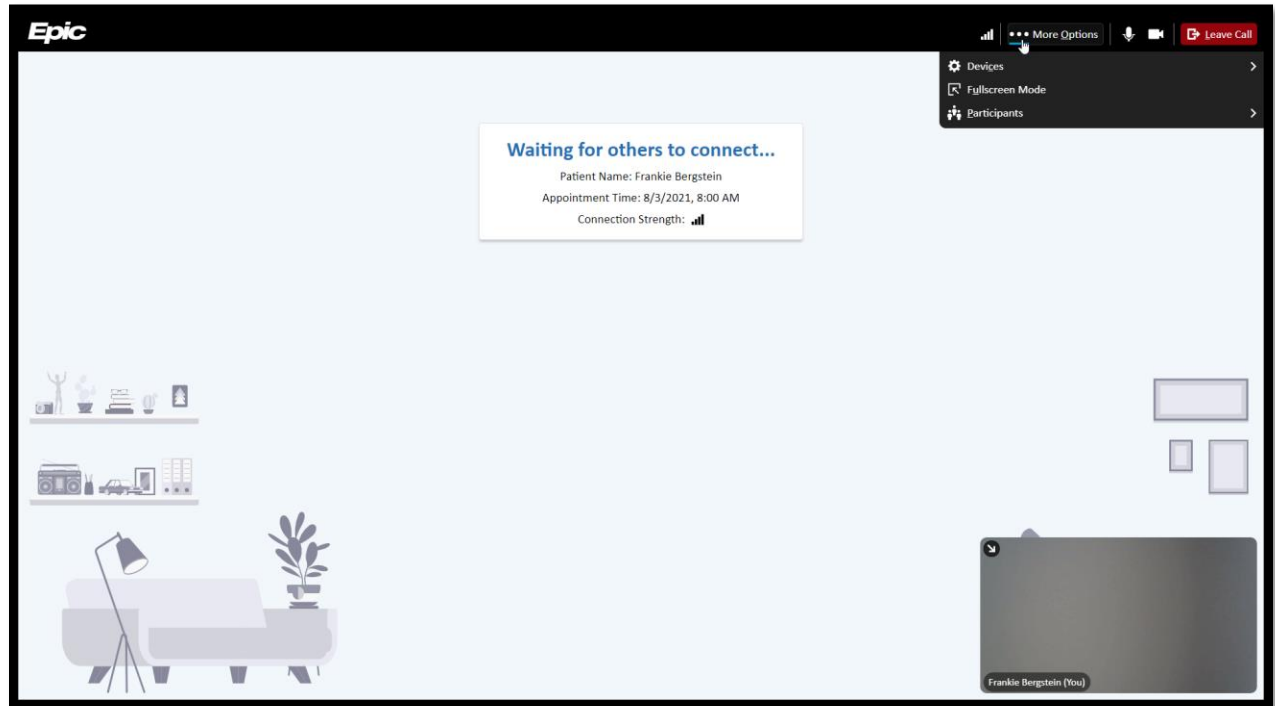 Epic
More Options
Leave Call
Devices
Fullscreen Mode
Participants
Waiting for others to connect...
Patient Name: Frankie Bergstein
Appointment Time: 8/3/2021, 8:00 AM
Connection Strength:
Frankie Bergstein (You)